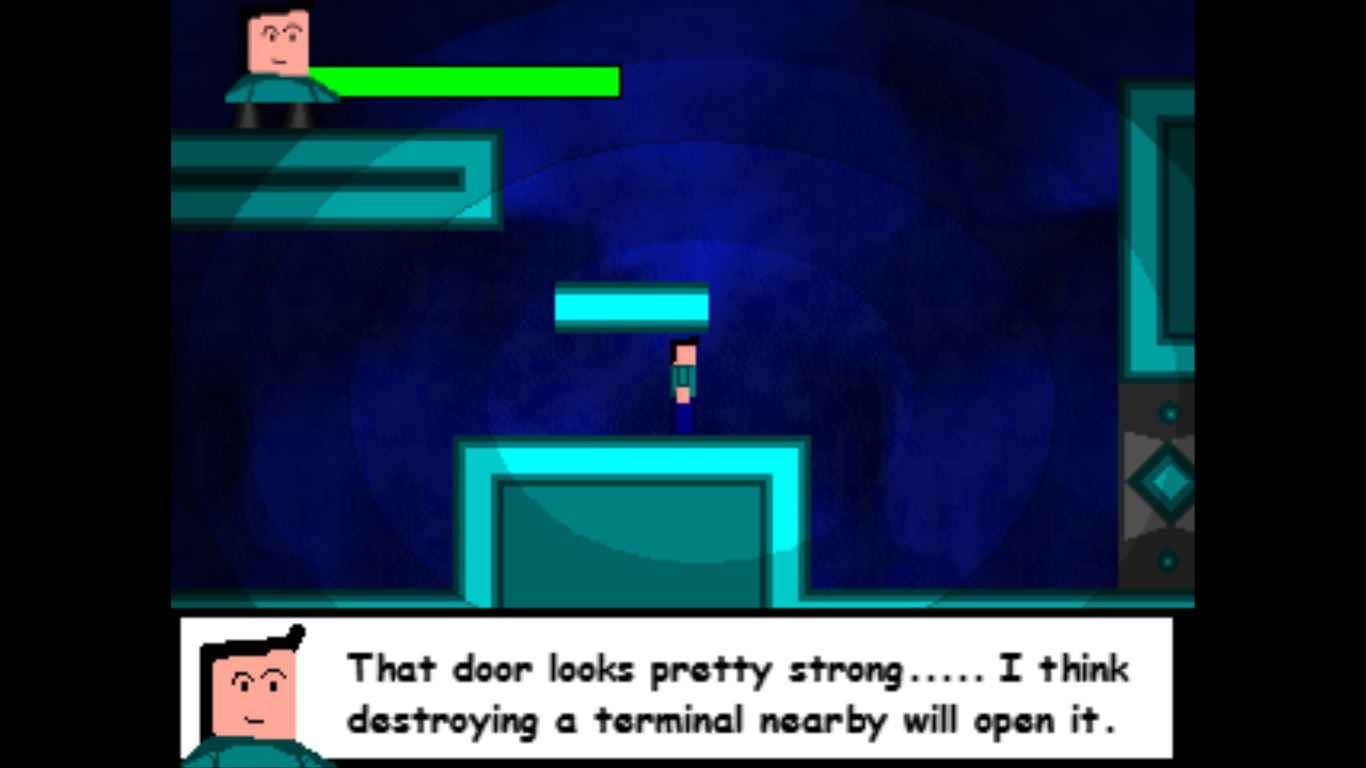 That door looks pretty strong..... I think
destroying a terminal nearby will open it.